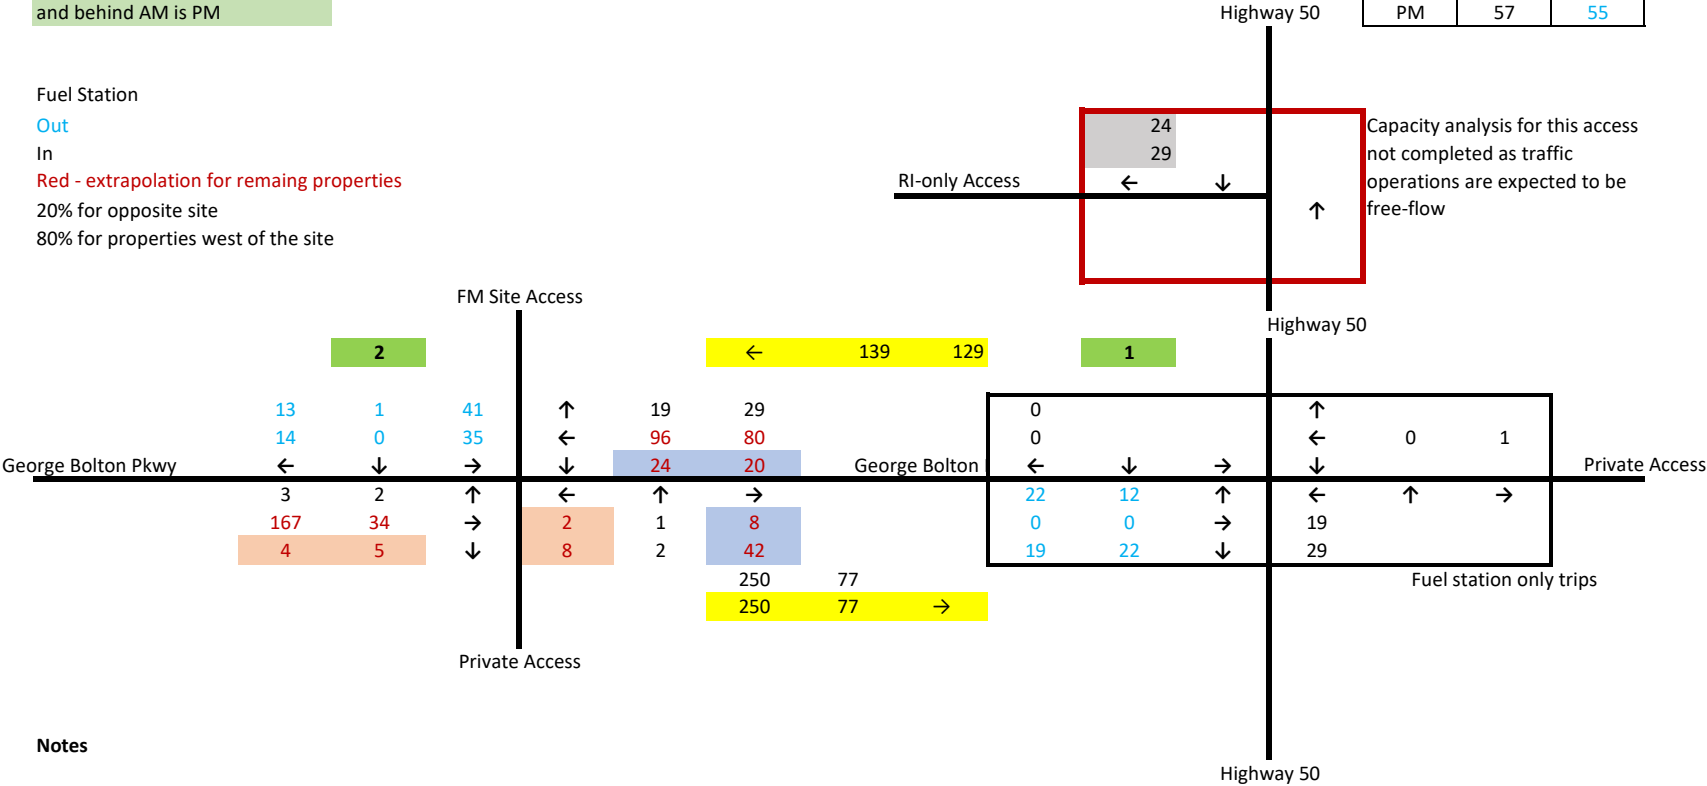 and behind AM is PM
Highway 50
PM 57 55
Fuel Station
Out
In
Red - extrapolation for remaing properties
20% for opposite site
80% for properties west of the site
24
29
RI-only Access ← ↓
↑
Capacity analysis for this access
not completed as traffic
operations are expected to be
free-flow
FM Site Access
Highway 50
2 ← 139 129 1
13 1 41 ↑ 19 29 0 ↑
14 0 35 ← 96 80 0 ← 0 1
George Bolton Pkwy ← ↓ → ↓ 24 20 George Bolton ← ↓ → ↓ Private Access
3 2 ↑ ← ↑ → 22 12 ↑ ← ↑ →
167 34 → 2 1 8 0 0 → 19
4 5 ↓ 8 2 42 19 22 ↓ 29
250 77 Fuel station only trips
250 77 →
Private Access
Notes
Highway 50